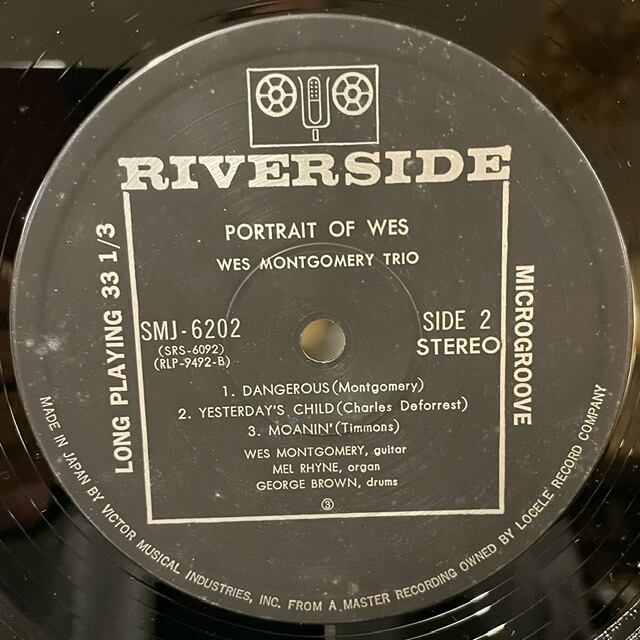 RIVERSIDE
PORTRAIT OF WES
WES MONTGOMERY TRIO
LONG PLAYING 33 1/3
SMJ-6202
(SRS-6092)
(RLP-9492-B)
SIDE 2
STEREO
MICROGROOVE
1. DANGEROUS (Montgomery)
2. YESTERDAY'S CHILD (Charles Deforrest)
3. MOANIN' (Timmons)
WES MONTGOMERY, guitar
MEL RHYNE, organ
GEORGE BROWN, drums
③
MADE IN JAPAN BY VICTOR MUSICAL INDUSTRIES, INC. FROM A MASTER RECORDING OWNED BY LOCELE RECORD COMPANY